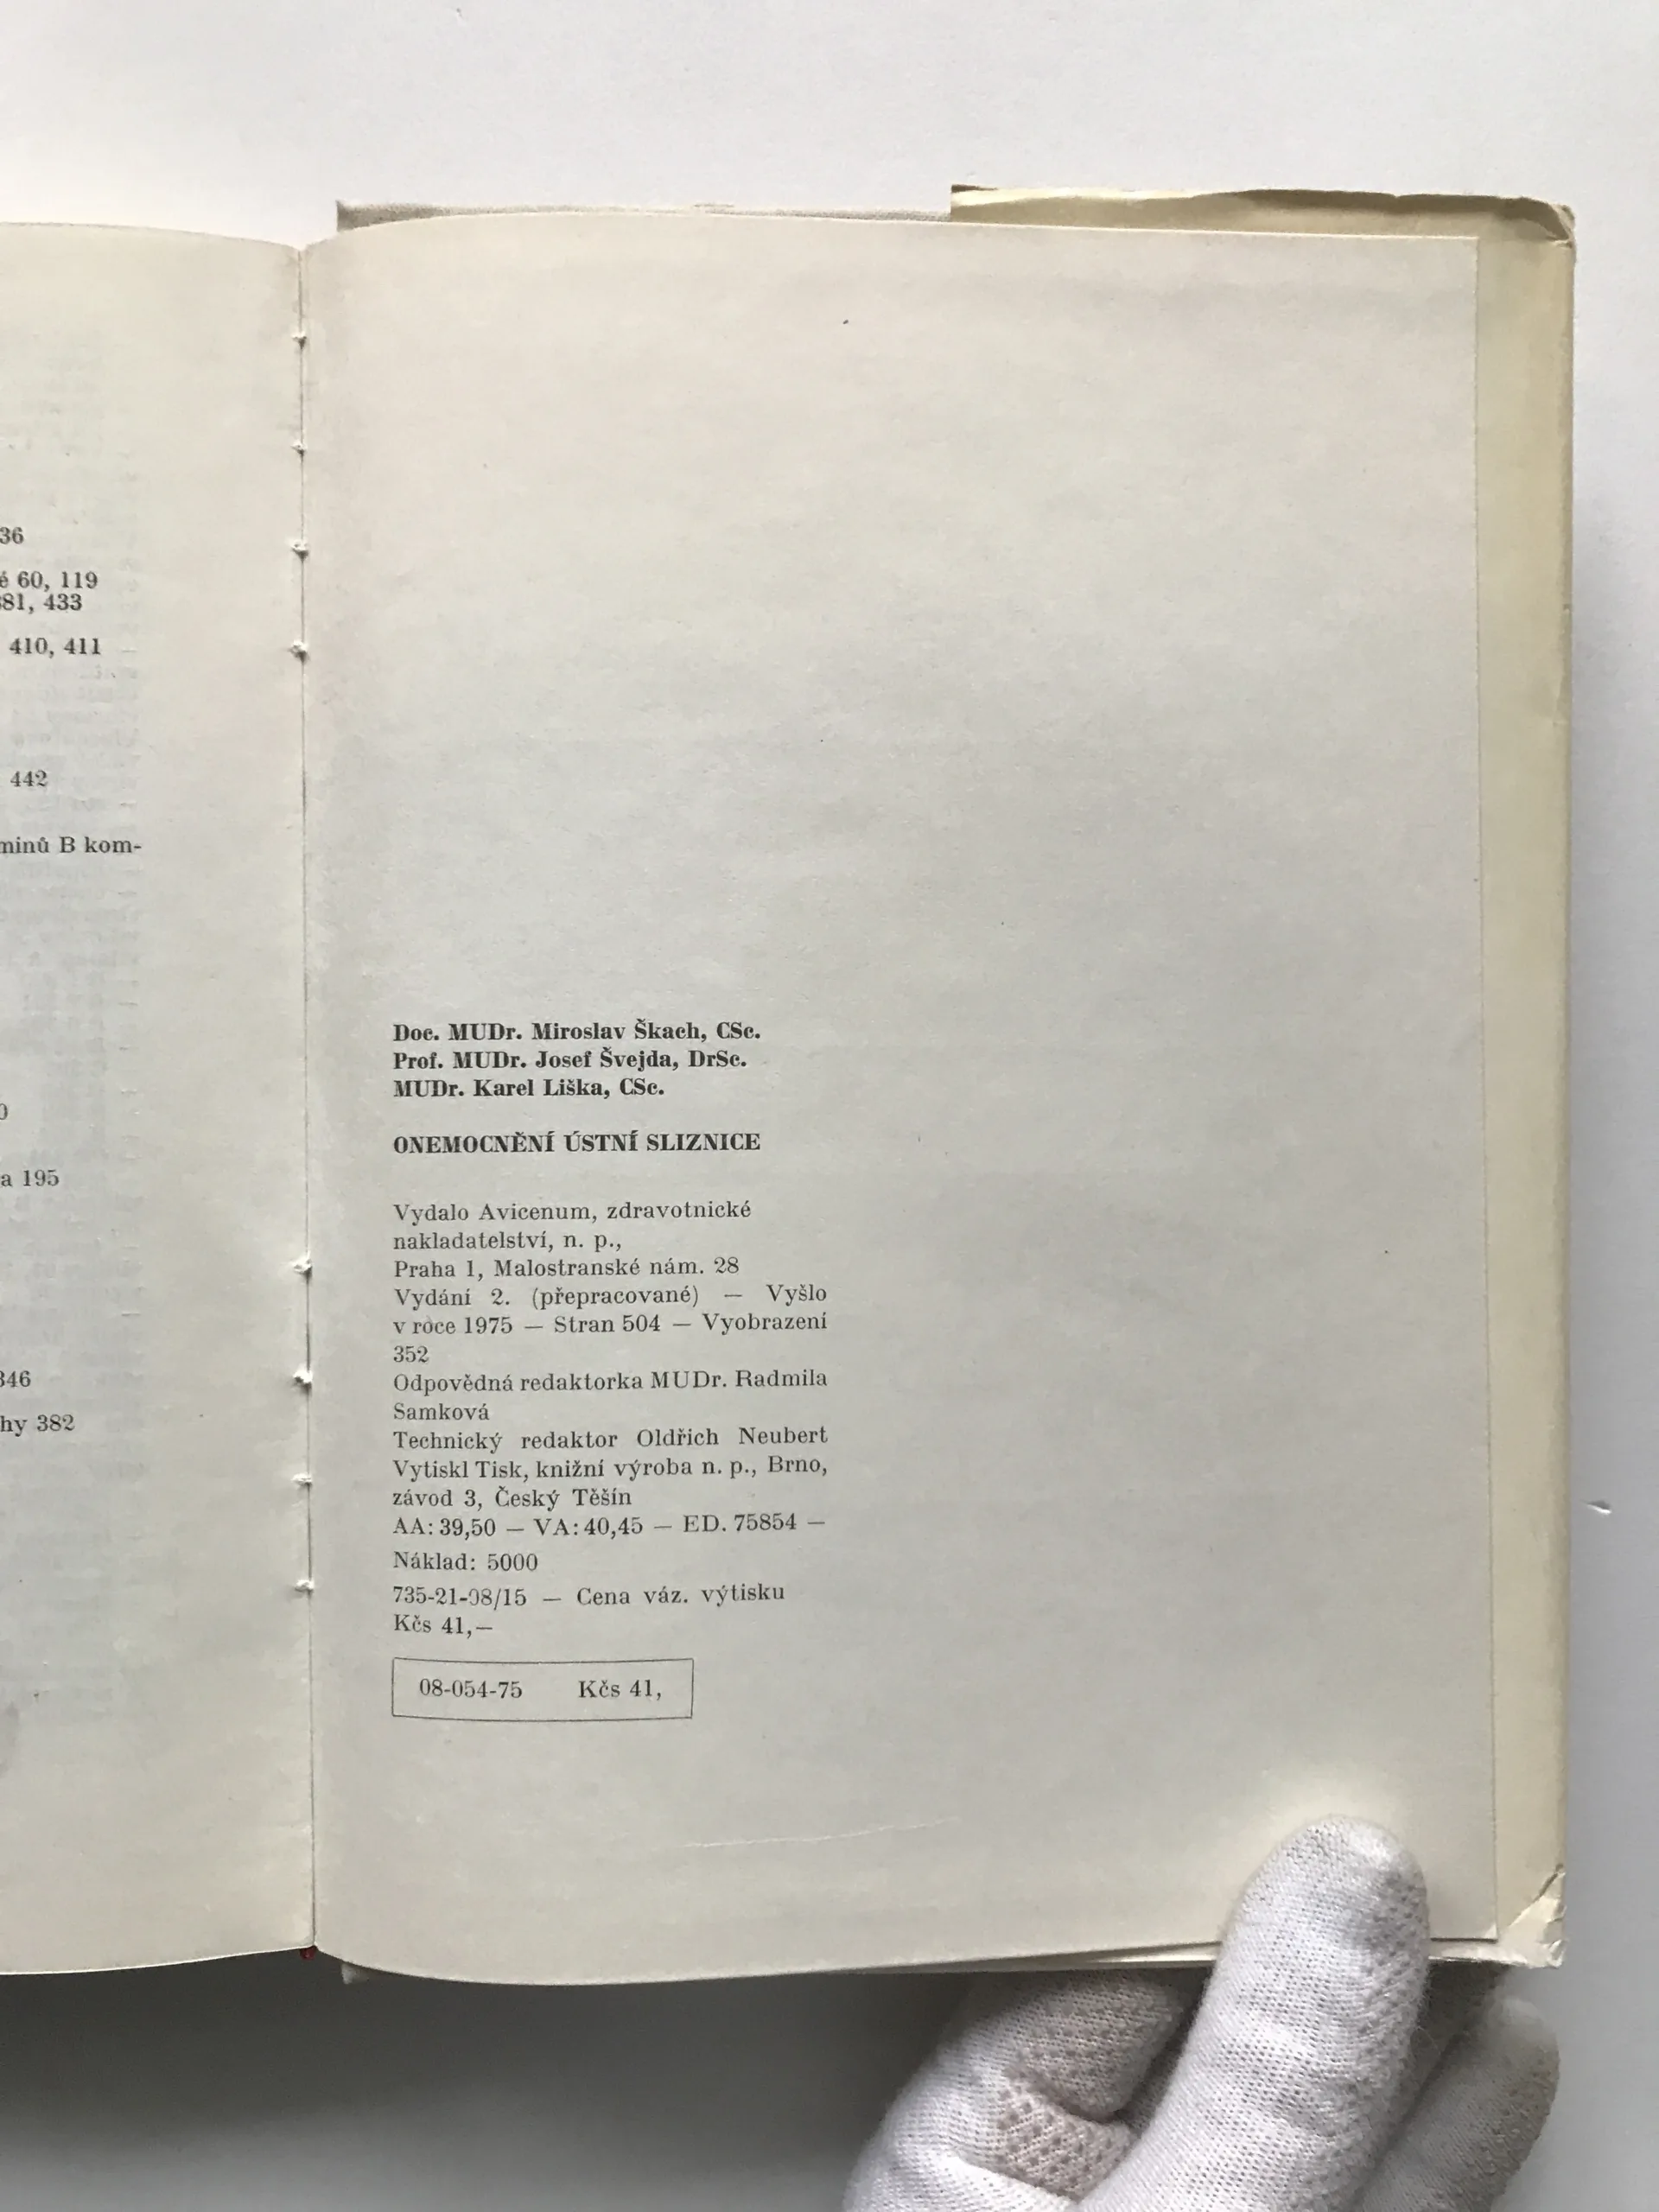 36
é 60, 119
381, 433
410, 411
442
minů B kom-
0
a 195
346
hy 382
Doc. MUDr. Miroslav Škach, CSc.
Prof. MUDr. Josef Švejda, DrSc.
MUDr. Karel Liška, CSc.
ONEMOCNĚNÍ ÚSTNÍ SLIZNICE
Vydalo Avicenum, zdravotnické
nakladatelství, n. p.,
Praha 1, Malostranské nám. 28
Vydání 2. (přepracované) — Vyšlo
v roce 1975 — Stran 504 — Vyobrazení
352
Odpovědná redaktorka MUDr. Radmila
Samková
Technický redaktor Oldřich Neubert
Vytiskl Tisk, knižní výroba n. p., Brno,
závod 3, Český Těšín
AA: 39,50 — VA: 40,45 — ED. 75854 —
Náklad: 5000
735-21-08/15 — Cena váz. výtisku
Kčs 41,—
08-054-75 Kčs 41,